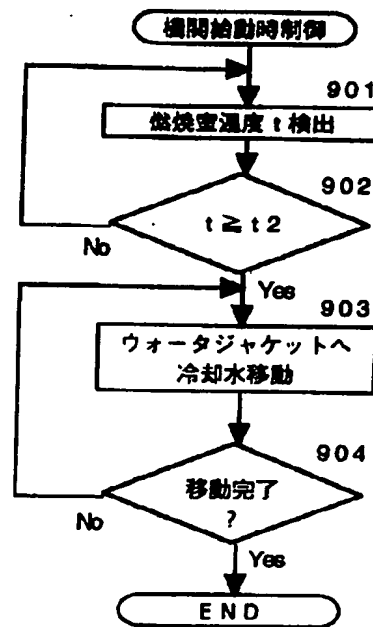 機関始動時制御
901
燃焼室温度 t 検出
902
t ≧ t2
No
Yes
903
ウォータジャケットへ
冷却水移動
904
移動完了
?
No
Yes
END